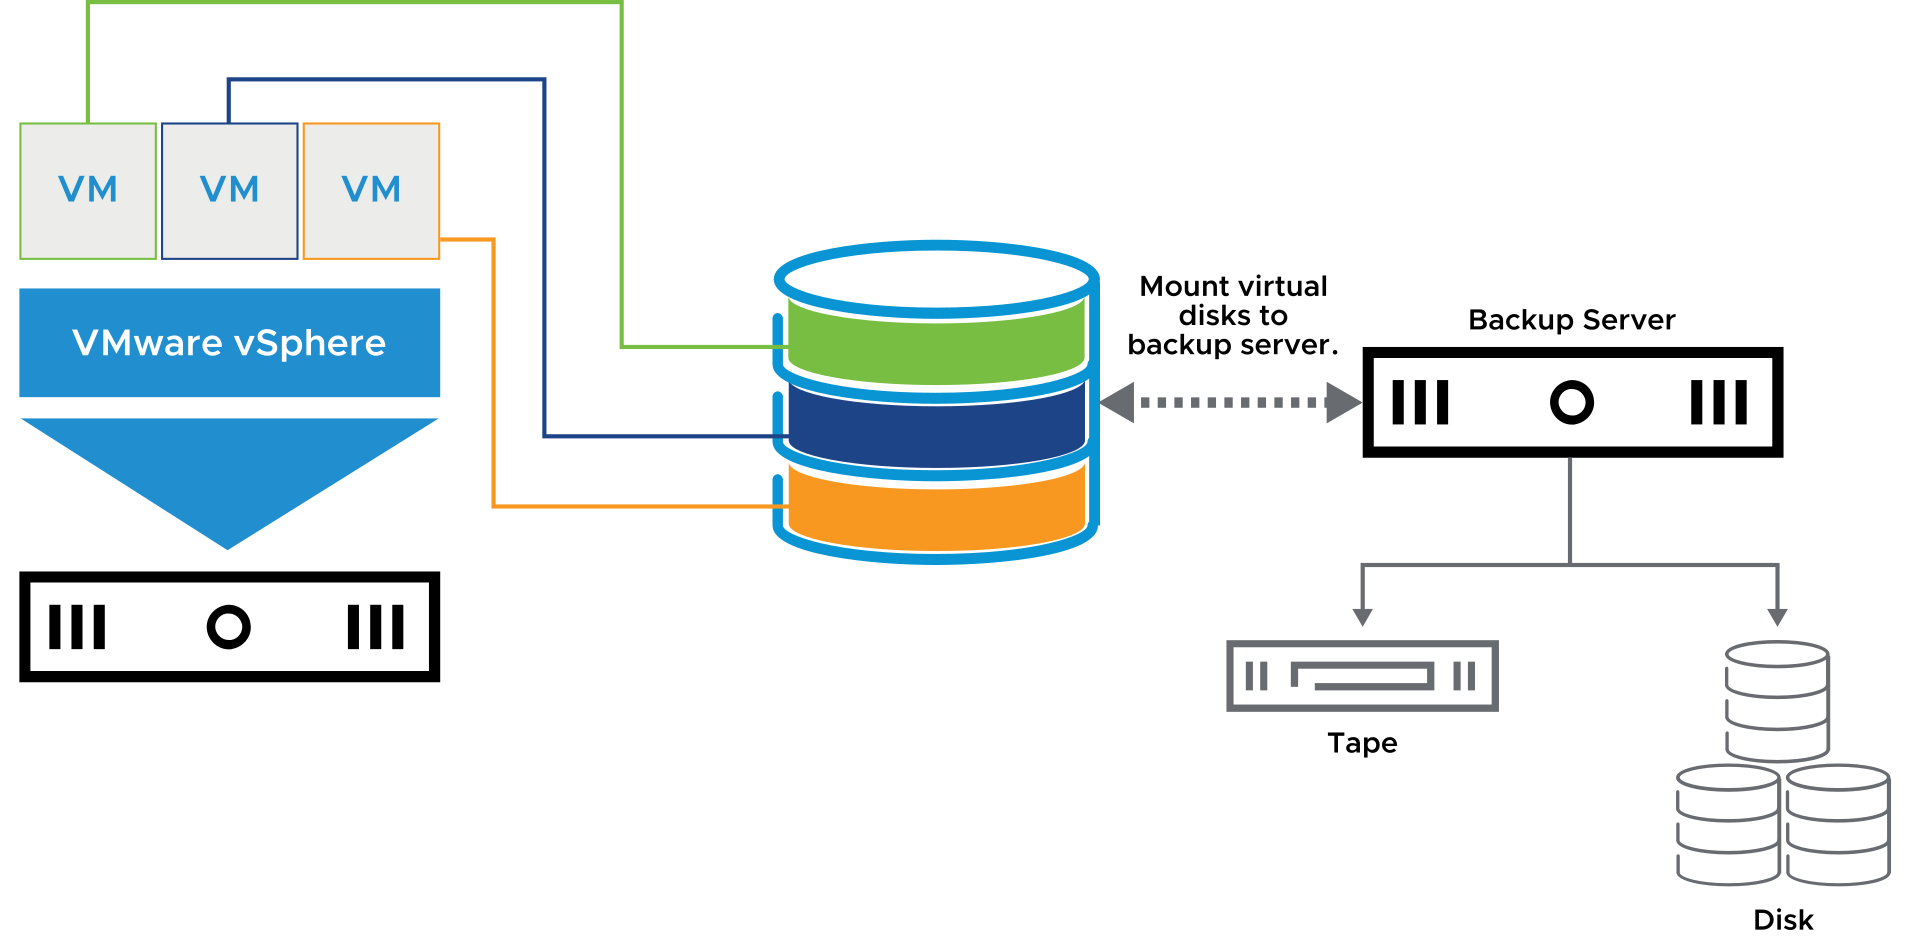 VM
VM
VM
VMware vSphere
Mount virtual
disks to
backup server.
Backup Server
Tape
Disk